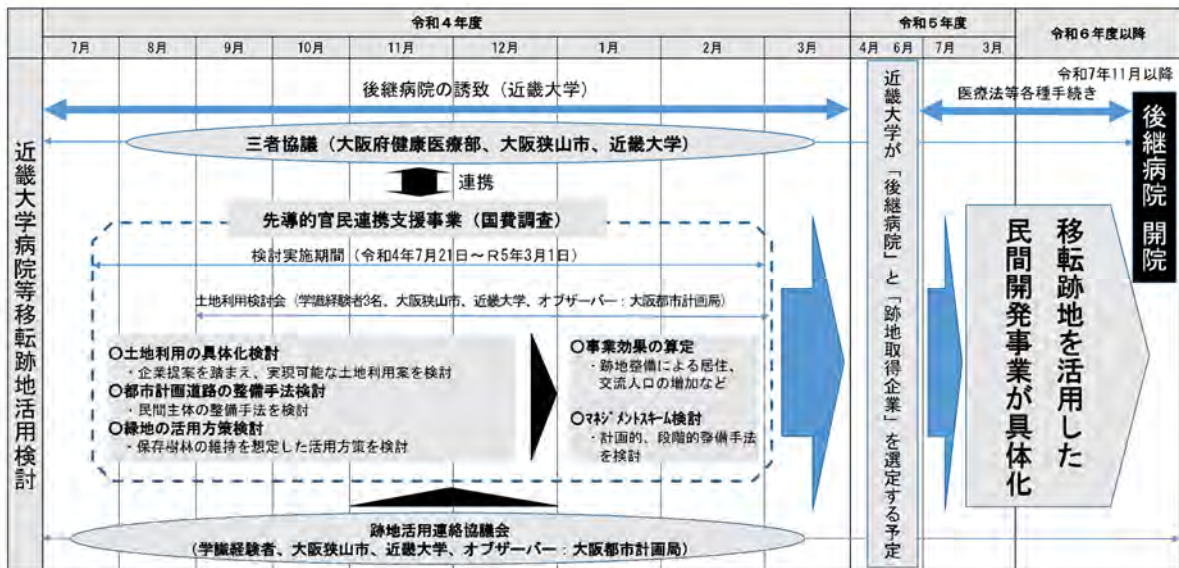 令和４年度
令和５年度
令和６年度以降
7月
8月
9月
10月
11月
12月
1月
2月
3月
4月
6月
7月
3月
近畿大学病院等移転跡地活用検討
後継病院の誘致（近畿大学）
三者協議（大阪府健康医療部、大阪狭山市、近畿大学）
連携
先導的官民連携支援事業（国費調査）
検討実施期間（令和4年7月21日～Ｒ5年3月1日）
土地利用検討会（学識経験者3名、大阪狭山市、近畿大学、オブザーバー：大阪都市計画局）
〇土地利用の具体化検討
・企業提案を踏まえ、実現可能な土地利用案を検討
〇都市計画道路の整備手法検討
・民間主体の整備手法を検討
〇緑地の活用方策検討
・保存樹林の維持を想定した活用方策を検討
〇事業効果の算定
・跡地整備による居住、
交流人口の増加など
〇ﾏﾈｼﾞﾒﾝﾄｽｷｰﾑ検討
・計画的、段階的整備手法
を検討
跡地活用連絡協議会
（学識経験者、大阪狭山市、近畿大学、オブザーバー：大阪都市計画局）
近畿大学が「後継病院」と「跡地取得企業」を選定する予定
令和7年11月以降
医療法等各種手続き
後継病院 開院
移転跡地を活用した
民間開発事業が具体化